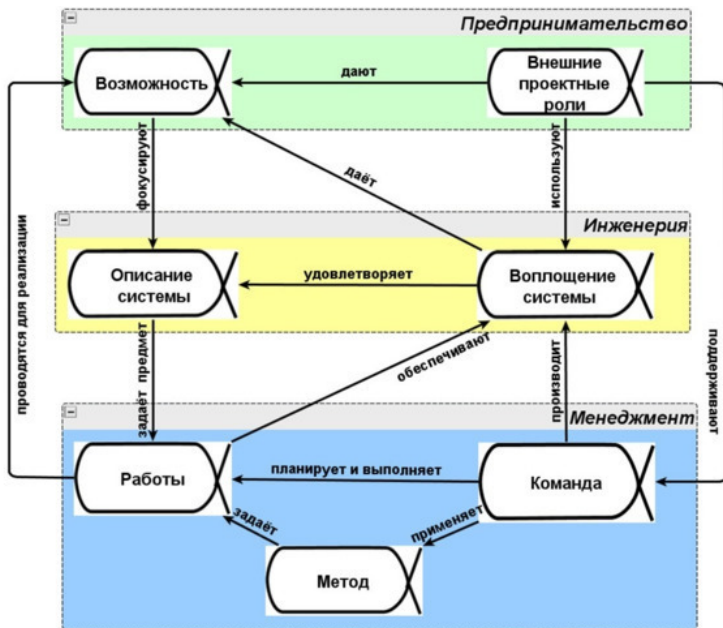 Предпринимательство
Возможность
дают
Внешние
проектные
роли
фокусируют
даёт
используют
проводятся для реализации
Инженерия
Описание
системы
удовлетворяет
Воплощение
системы
задаёт предмет
обеспечивают
производит
поддерживают
Менеджмент
Работы
планирует и выполняет
Команда
задаёт
применяет
Метод